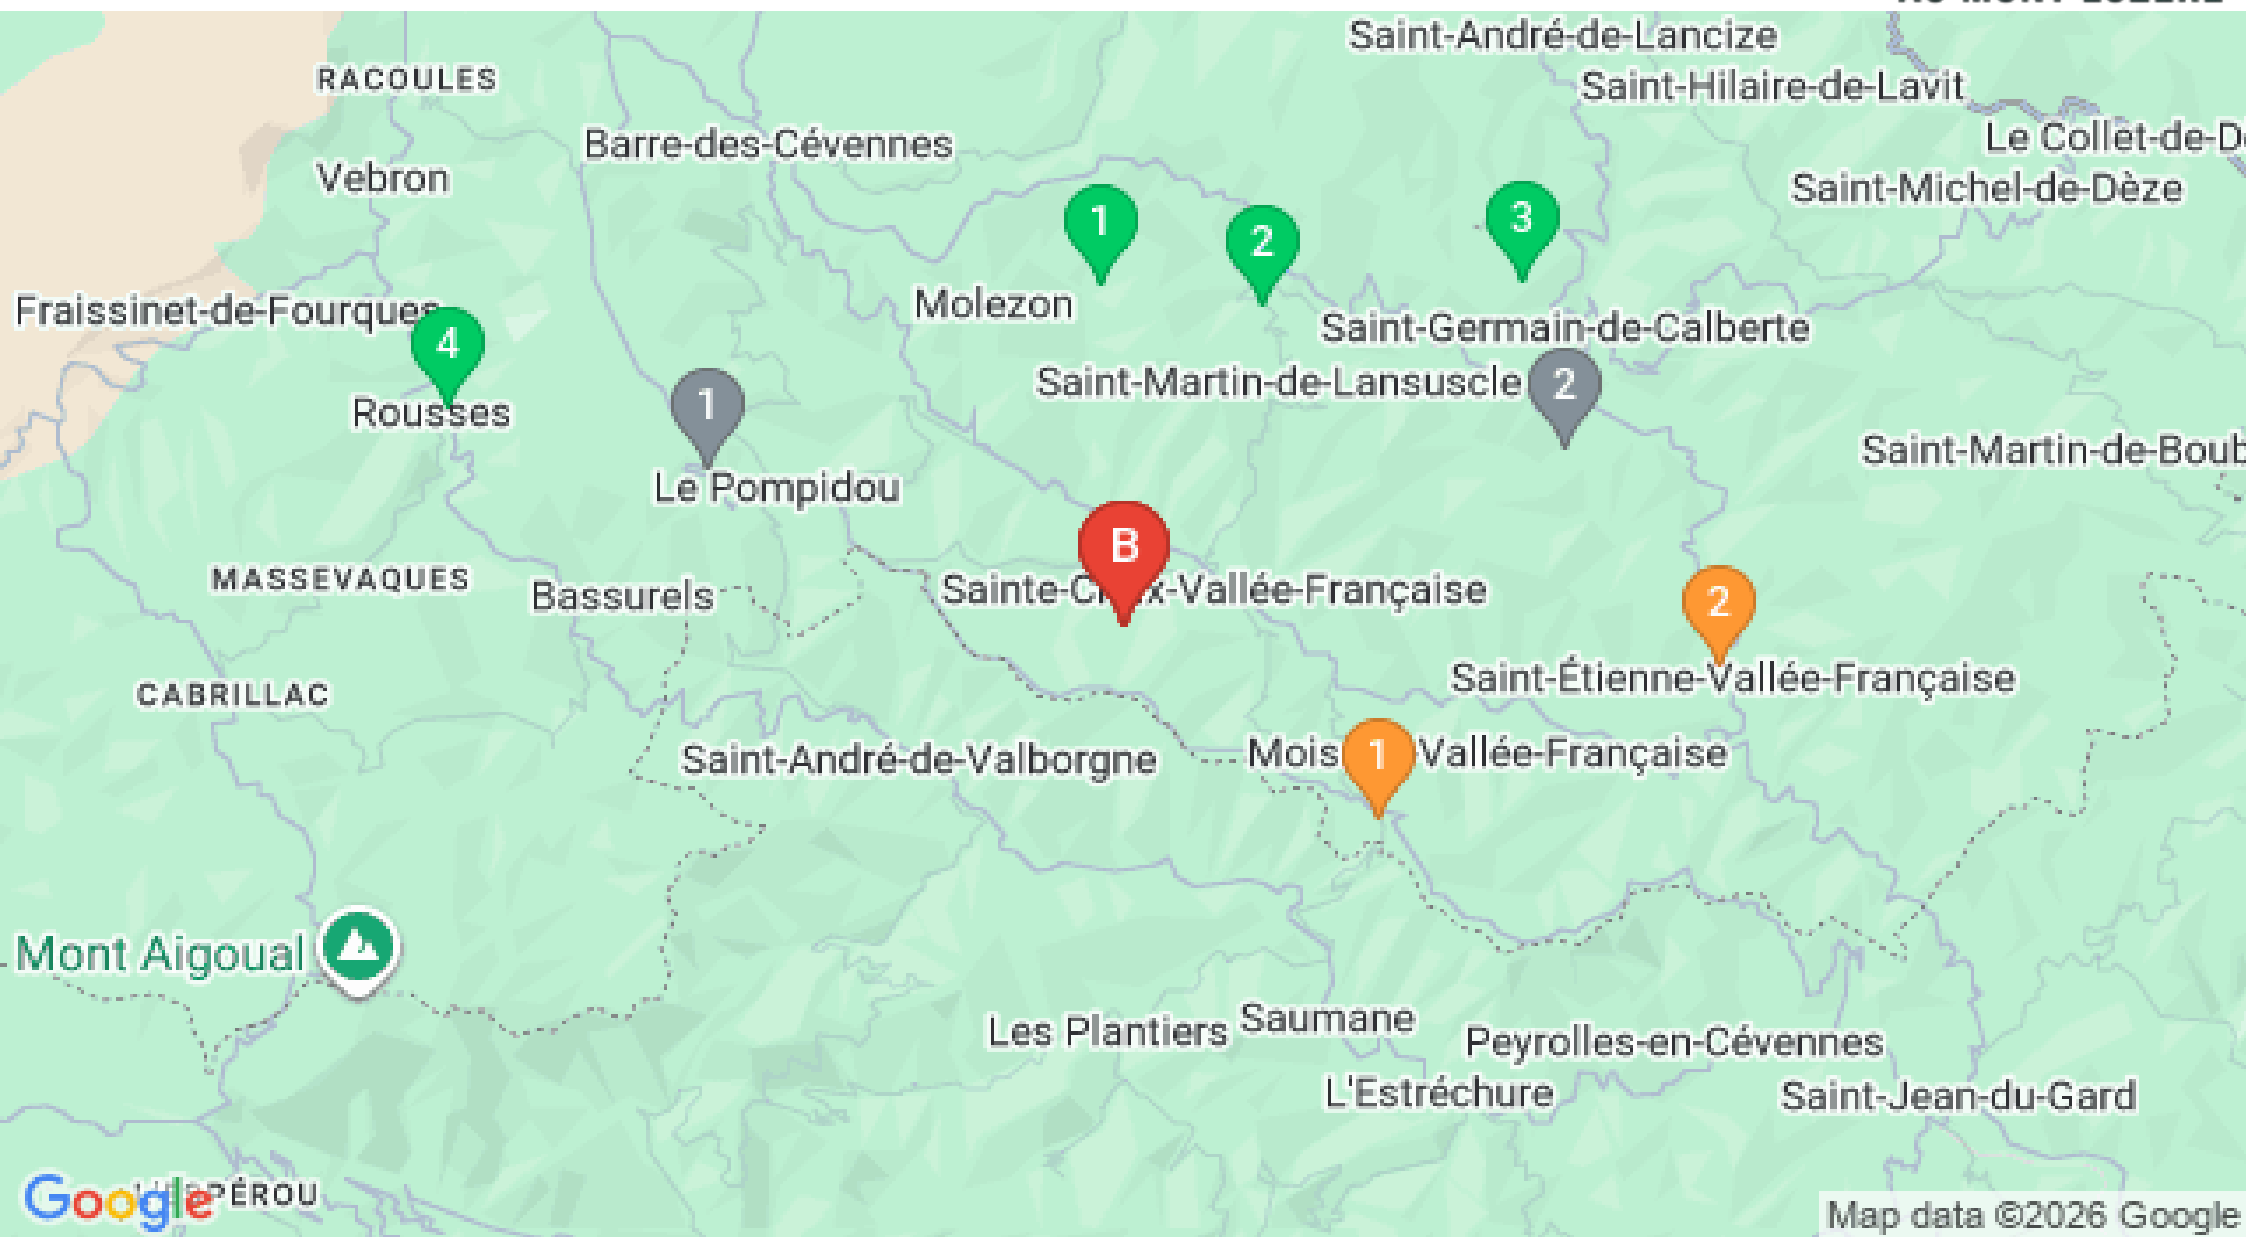 Saint-André-de-Lancize
RACOULES
Saint-Hilaire-de-Lavit
Barre-des-Cévennes
Le Collet-de-D
Vebron
Saint-Michel-de-Dèze
1
2
3
Molezon
Fraissinet-de-Fourques
4
Saint-Germain-de-Calberte
Saint-Martin-de-Lansuscle
2
1
Rousses
Saint-Martin-de-Boub
Le Pompidou
B
MASSEVAQUES
Bassurels
Sainte-C x-Vallée-Française
2
Saint-Étienne-Vallée-Française
CABRILLAC
Saint-André-de-Valborgne
Mois Vallée-Française
1
Mont Aigoual
Les Plantiers
Saumane
Peyrolles-en-Cévennes
L'Estréchure
Saint-Jean-du-Gard
Google
PÉROU
Map data ©2026 Google